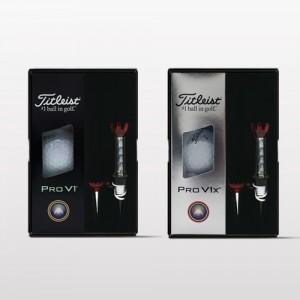 Titleist
#1 ball in golf.
PRO V1
Titleist
#1 ball in golf.
PRO V1x